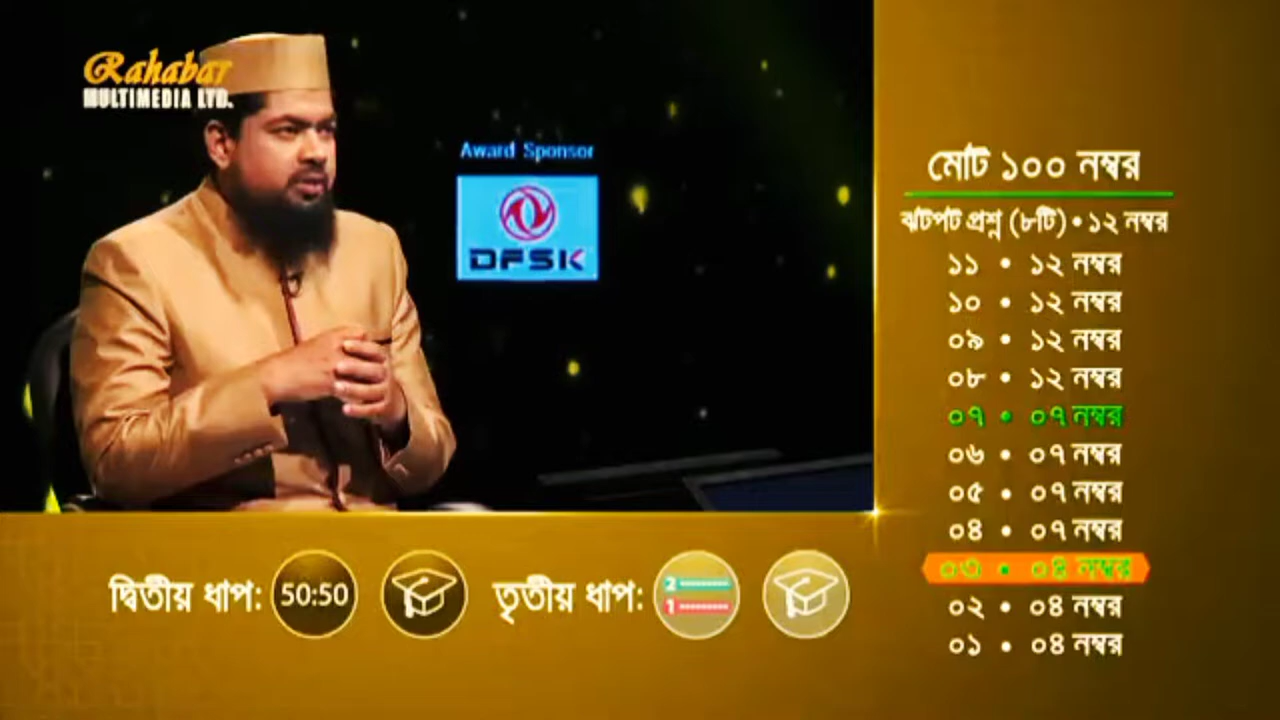 Rahabar
MULTIMEDIA LTD.
Award Sponsor
DFSK
মোট ১০০ নম্বর
ঝটপট প্রশ্ন (৮টি) • ১২ নম্বর
১১ • ১২ নম্বর
১০ • ১২ নম্বর
০৯ • ১২ নম্বর
০৮ • ১২ নম্বর
০৭ • ০৭ নম্বর
০৬ • ০৭ নম্বর
০৫ • ০৭ নম্বর
০৪ • ০৭ নম্বর
০৩ • ০৪ নম্বর
০২ • ০৪ নম্বর
০১ • ০৪ নম্বর
দ্বিতীয় ধাপ: 50:50 তৃতীয় ধাপ: 2 1